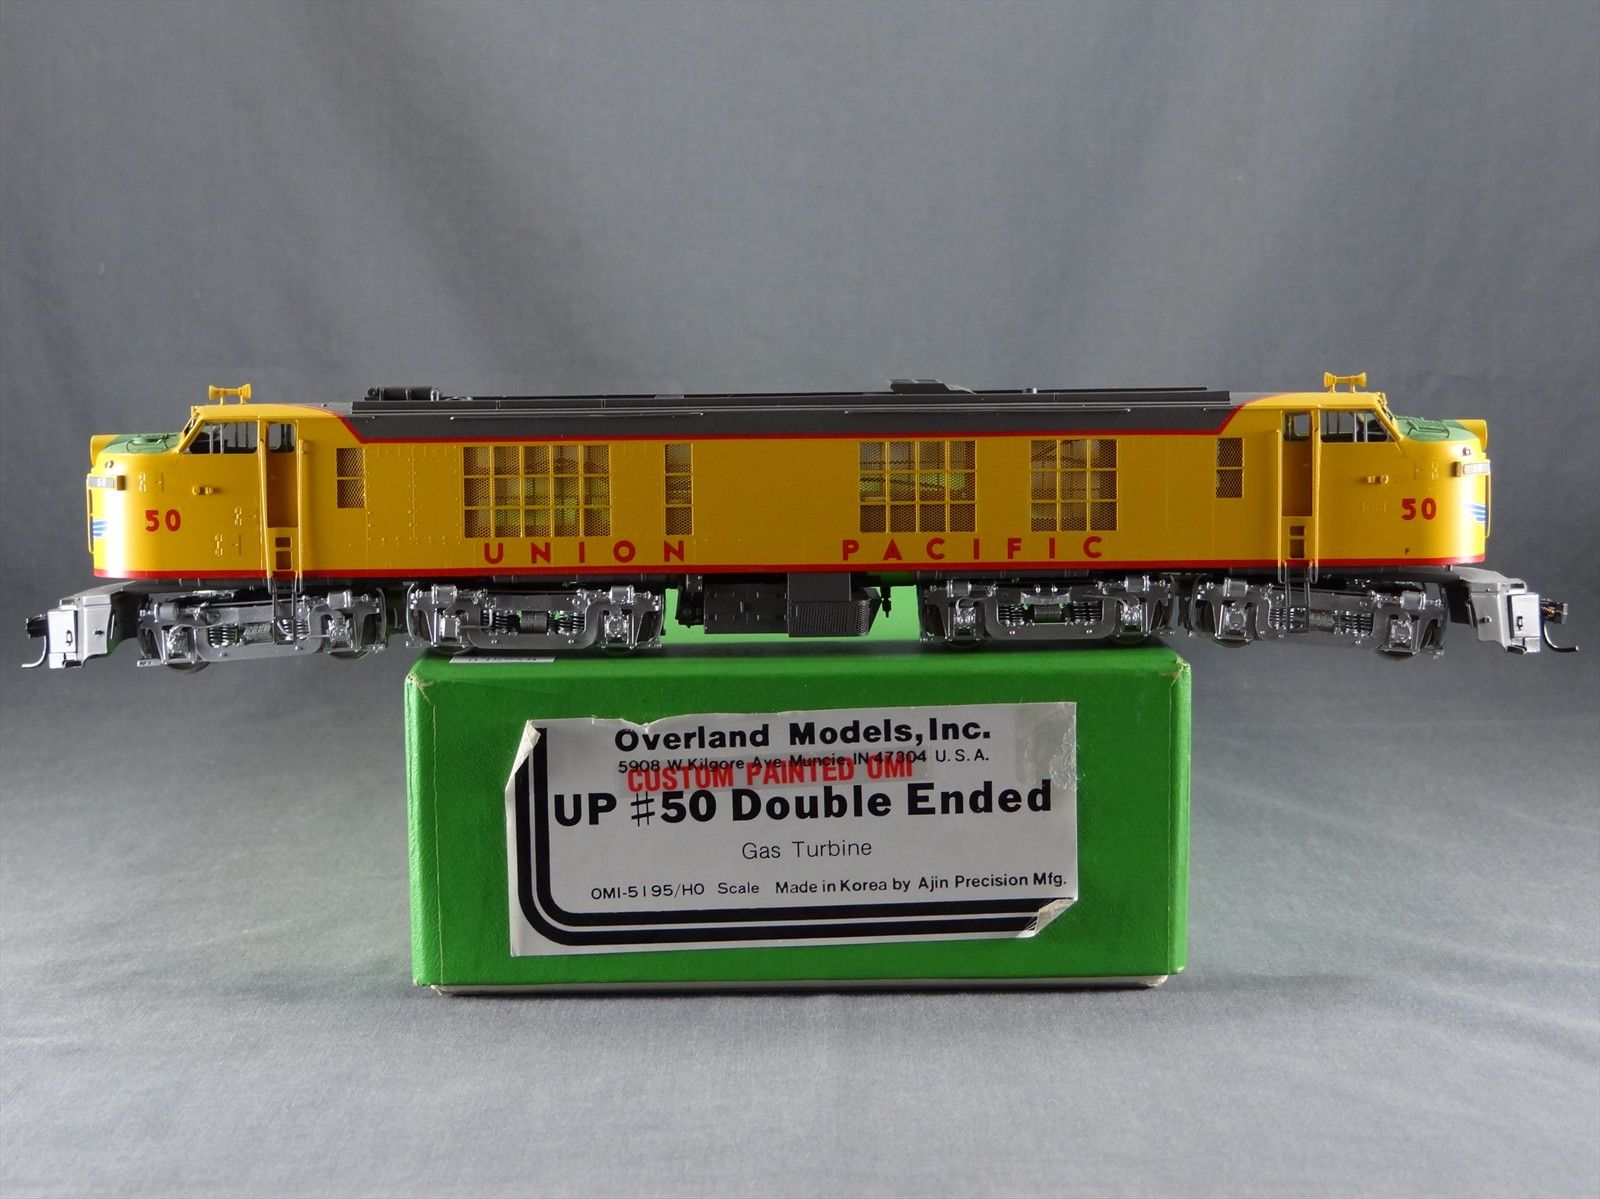 50
50
50
UNION PACIFIC
P
Overland Models, Inc.
5908 W. Kilgore Ave. Muncie, IN 47304 U.S.A.
CUSTOM PAINTED OMI
UP #50 Double Ended
Gas Turbine
OMI-5195/HO Scale Made in Korea by Ajin Precision Mfg.